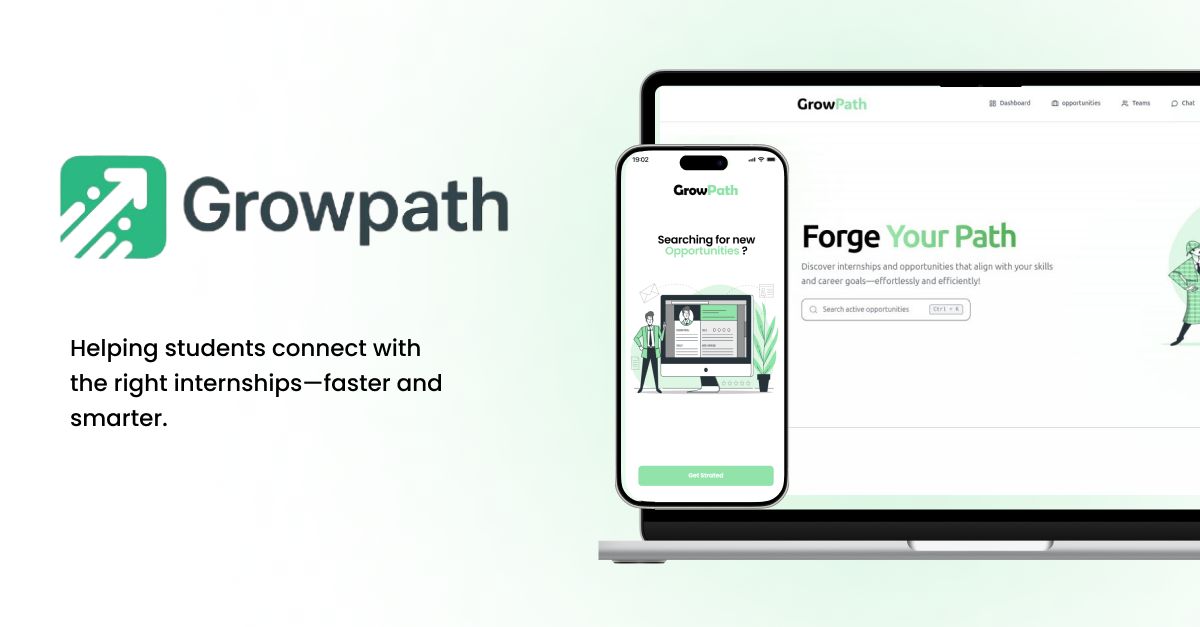 Growpath
Helping students connect with
the right internships—faster and
smarter.
GrowPath
Dashboard
opportunities
Teams
Chat
Forge Your Path
Discover internships and opportunities that align with your skills
and career goals—effortlessly and efficiently!
Search active opportunities
Ctrl + K
19:02
GrowPath
Searching for new
Opportunities ?
Get Strated